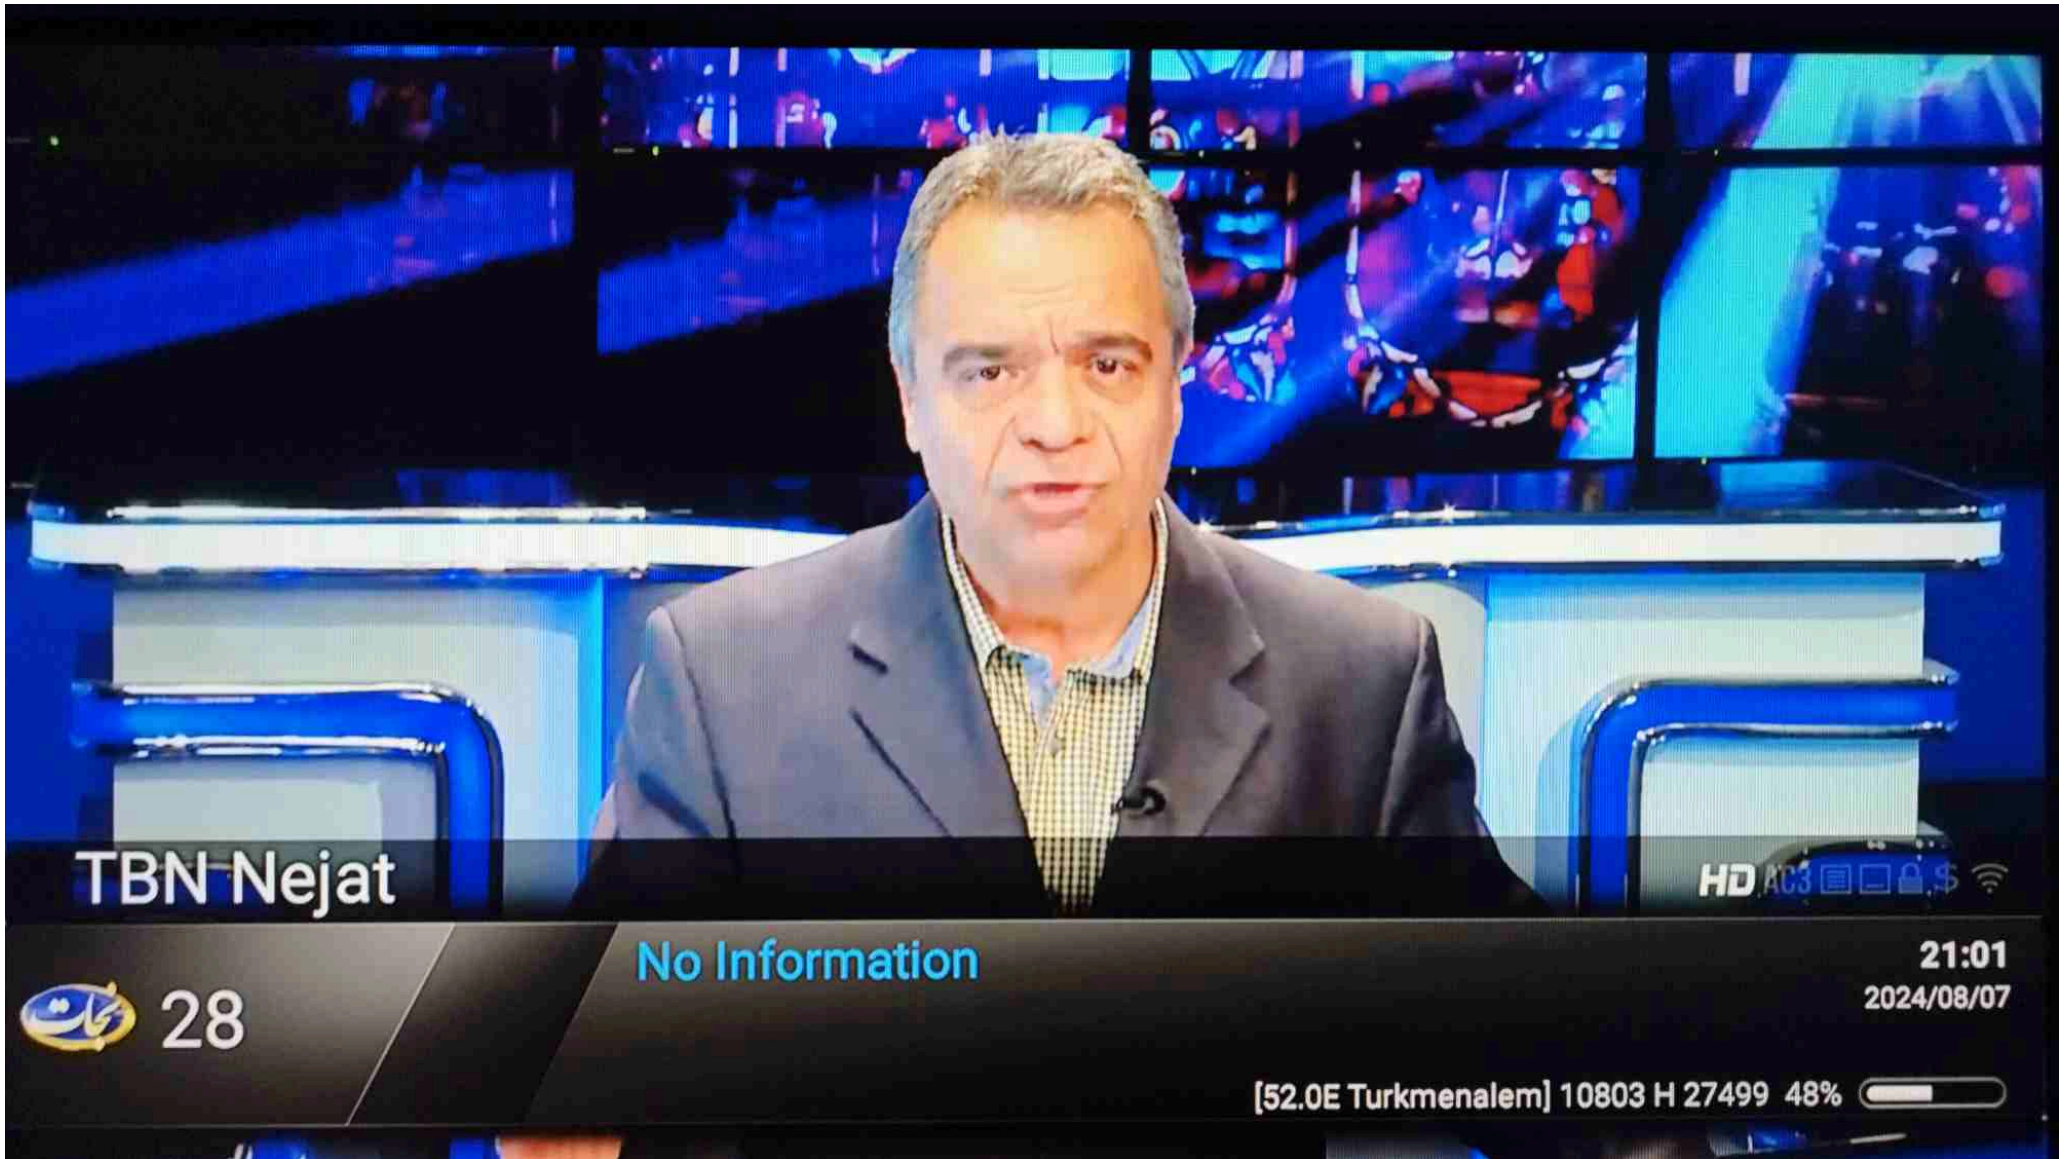 TBN Nejat
HD AC3 $
نجات
28
No Information
21:01
2024/08/07
[52.0E Turkmenalem] 10803 H 27499 48%